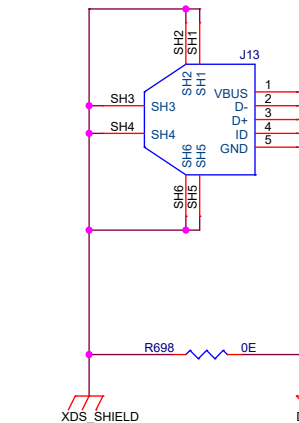 SH2
SH1
J13
SH2
SH1
VBUS 1
SH3 SH3
D- 2
D+ 3
SH4 SH4
ID 4
GND 5
SH6
SH5
SH6
SH5
R698 0E
XDS_SHIELD